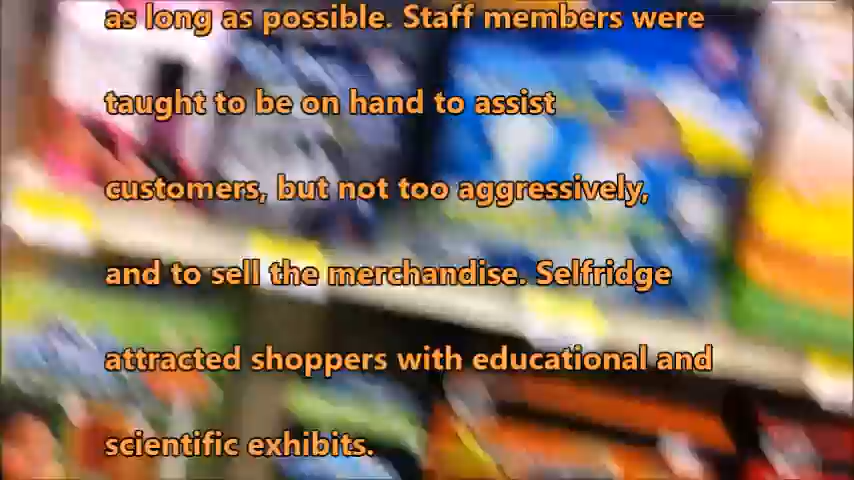 as long as possible. Staff members were
taught to be on hand to assist
customers, but not too aggressively,
and to sell the merchandise. Selfridge
attracted shoppers with educational and
scientific exhibits.